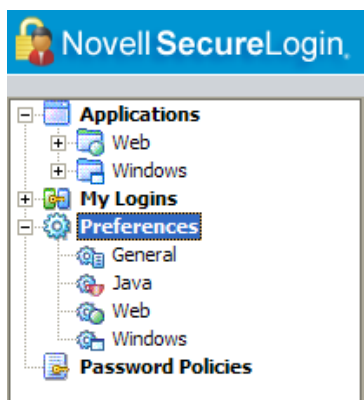 Novell SecureLogin.
Applications
Web
Windows
My Logins
Preferences
General
Java
Web
Windows
Password Policies